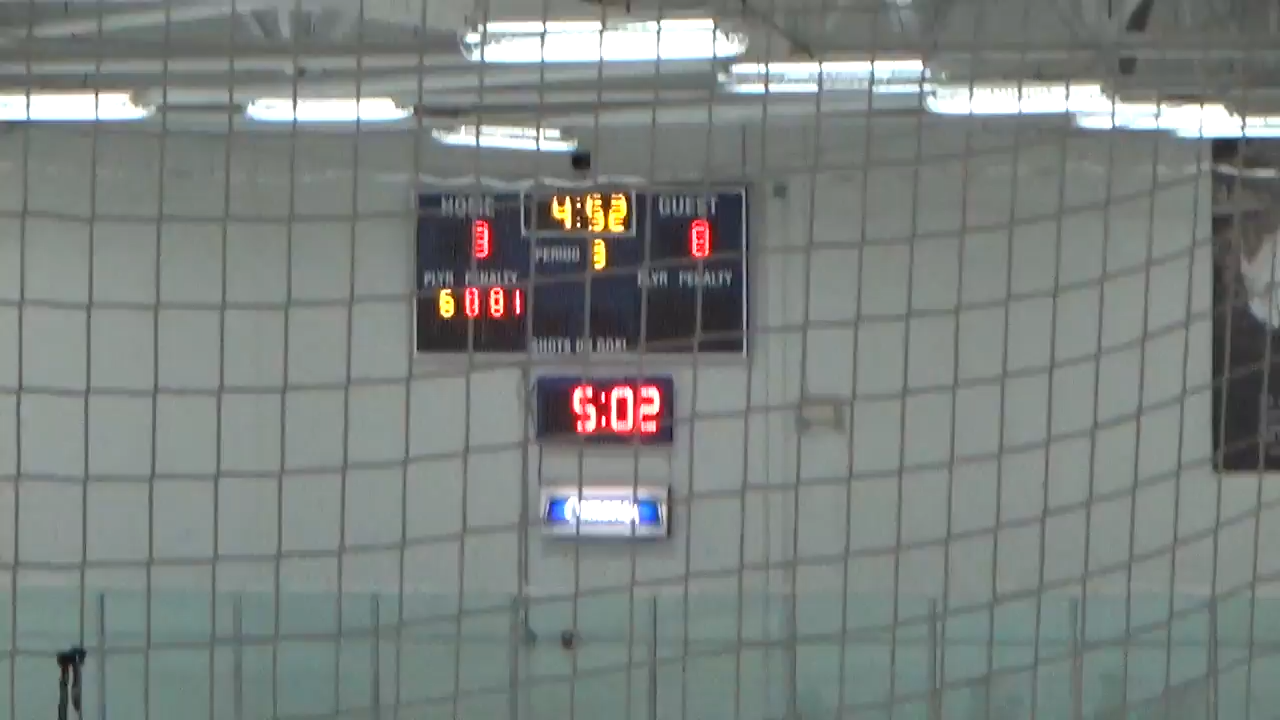 HOME 4:52 GUEST
3 PERIOD 3 0
PLYR PENALTY PLYR PENALTY
6 0 81
SHOTS ON GOAL
5:02